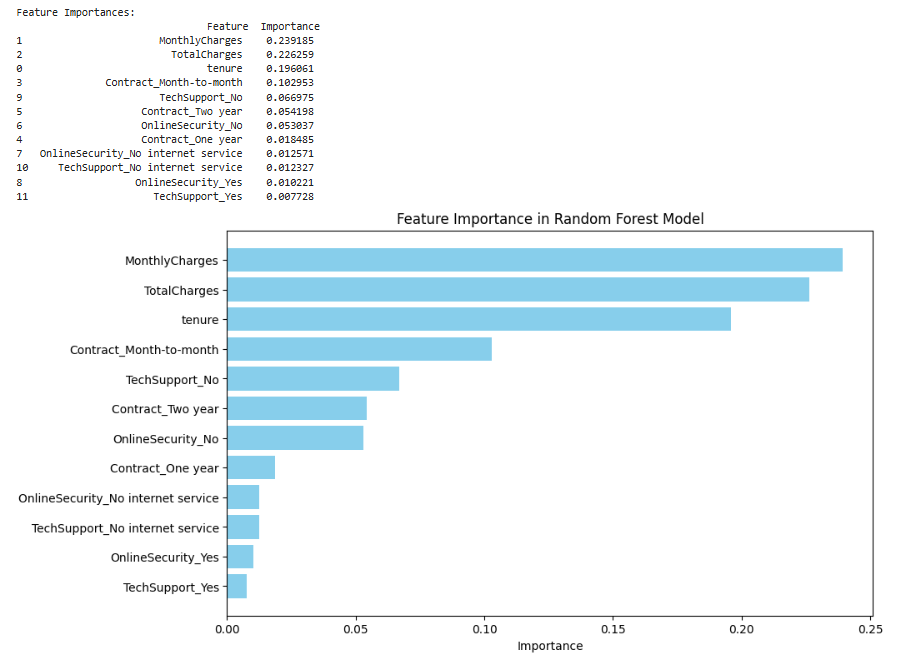 Feature Importances:
Feature Importance
1 MonthlyCharges 0.239185
2 TotalCharges 0.226259
0 tenure 0.196061
3 Contract_Month-to-month 0.102953
9 TechSupport_No 0.066975
5 Contract_Two year 0.054198
6 OnlineSecurity_No 0.053037
4 Contract_One year 0.018485
7 OnlineSecurity_No internet service 0.012571
10 TechSupport_No internet service 0.012327
8 OnlineSecurity_Yes 0.010221
11 TechSupport_Yes 0.007728
Feature Importance in Random Forest Model
MonthlyCharges
TotalCharges
tenure
Contract_Month-to-month
TechSupport_No
Contract_Two year
OnlineSecurity_No
Contract_One year
OnlineSecurity_No internet service
TechSupport_No internet service
OnlineSecurity_Yes
TechSupport_Yes
0.00 0.05 0.10 0.15 0.20 0.25
Importance